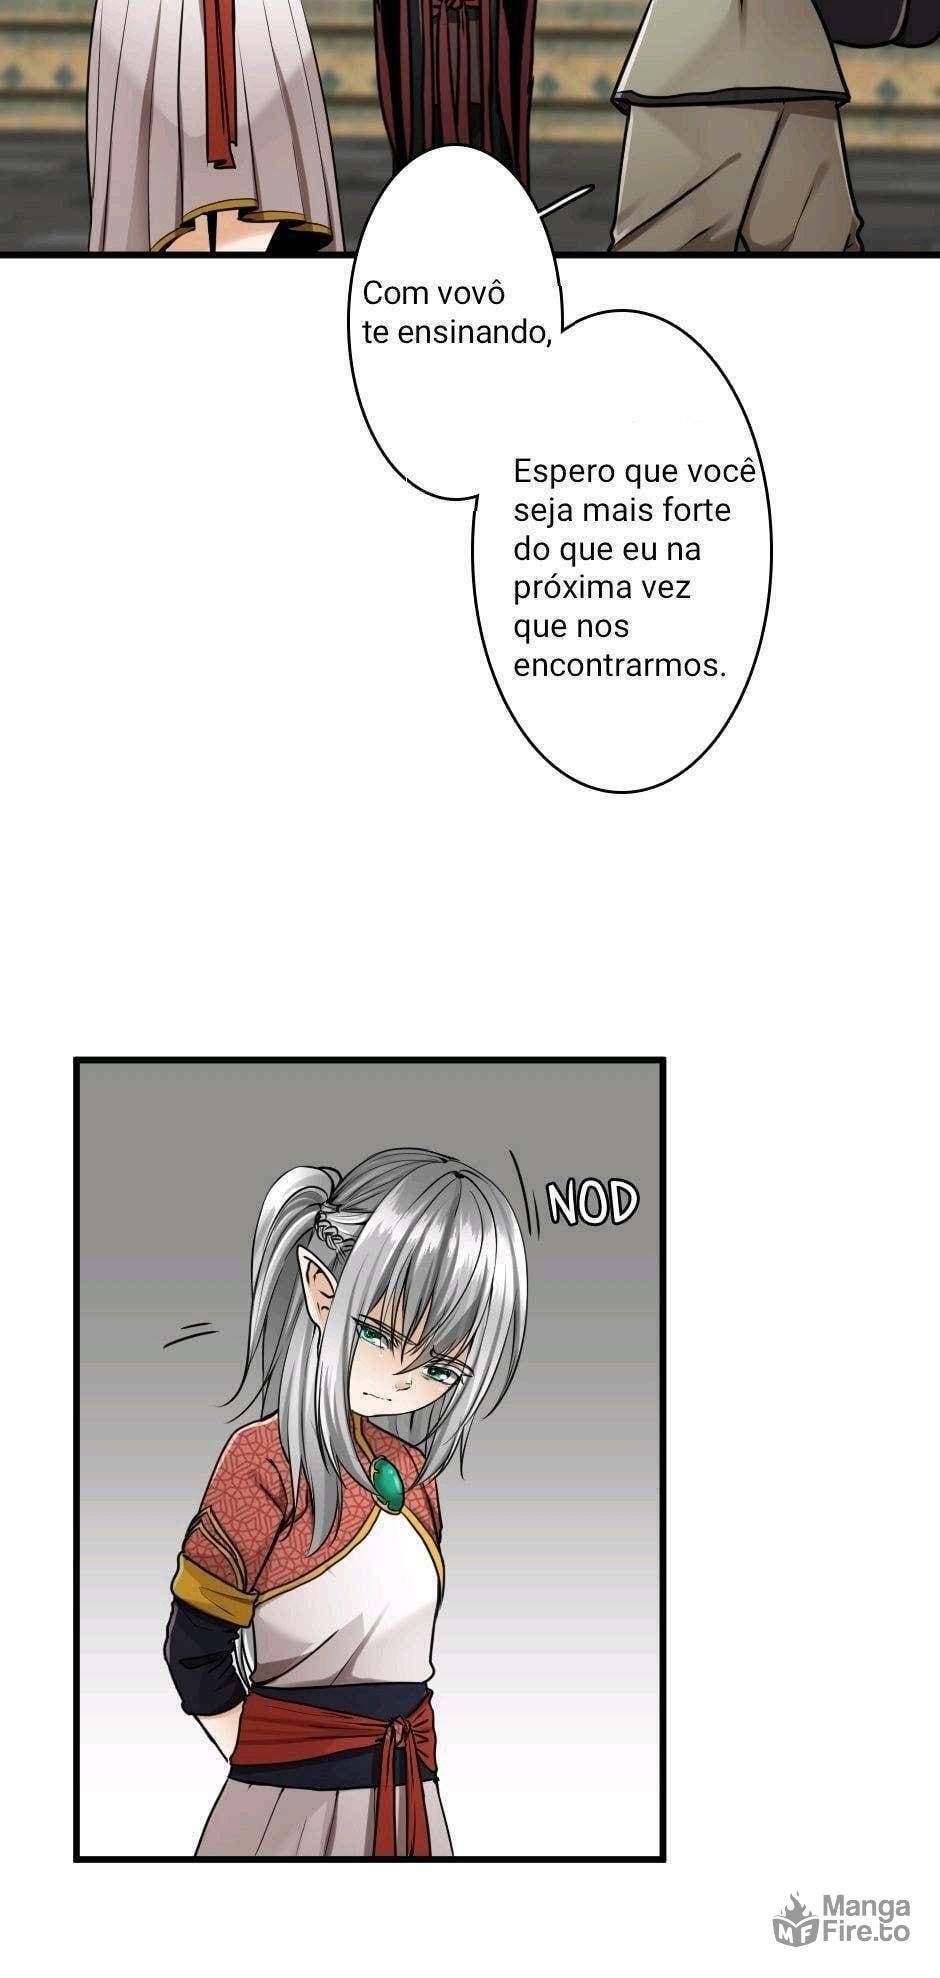 Com vovô
te ensinando,
Espero que você
seja mais forte
do que eu na
próxima vez
que nos
encontrarmos.
NOD
MF
Manga
Fire.to